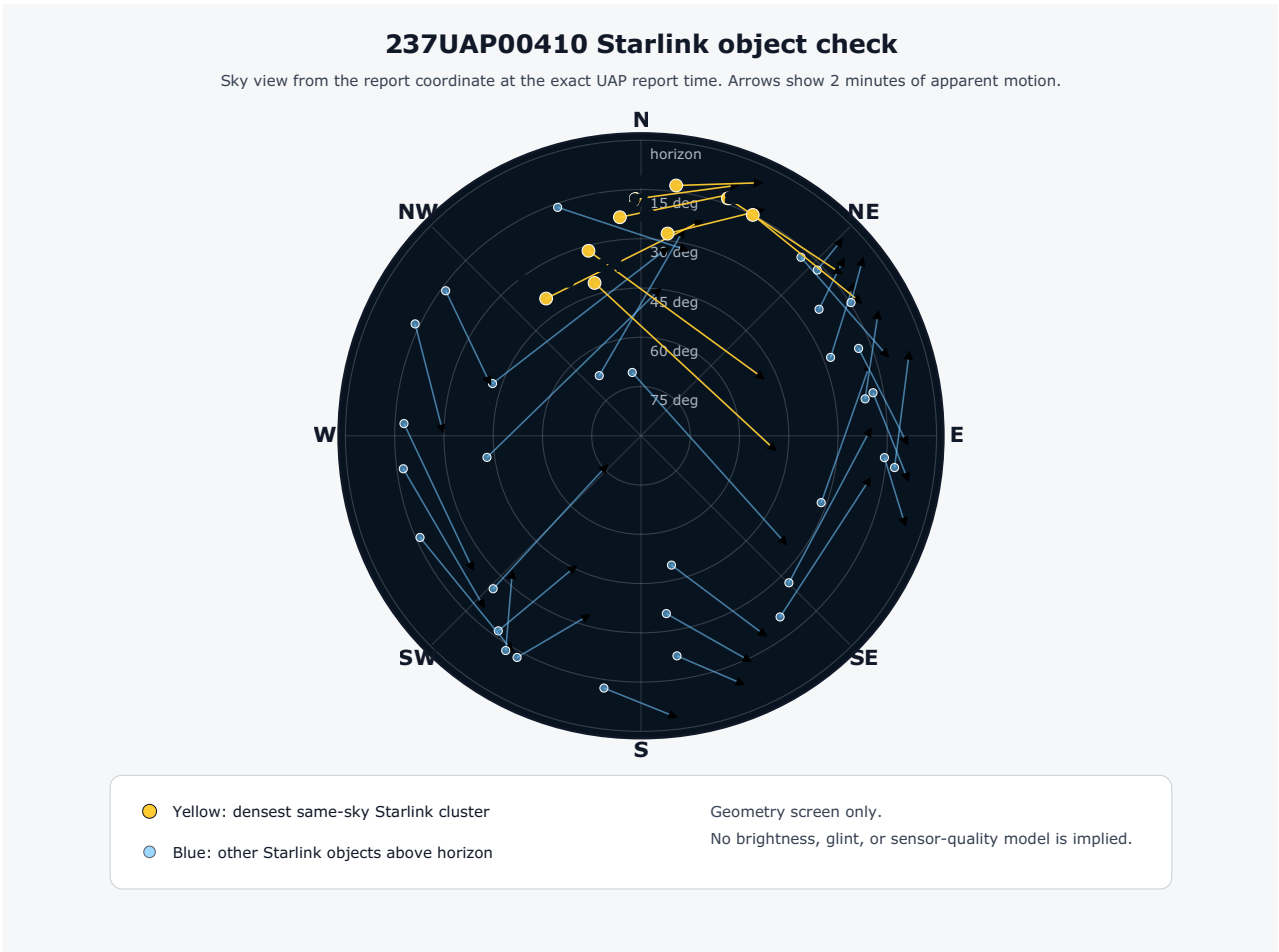 237UAP00410 Starlink object check
Sky view from the report coordinate at the exact UAP report time. Arrows show 2 minutes of apparent motion.
N
horizon
15 deg
NW
NE
30 deg
45 deg
60 deg
75 deg
W
E
SW
SE
S
Yellow: densest same-sky Starlink cluster
Geometry screen only.
No brightness, glint, or sensor-quality model is implied.
Blue: other Starlink objects above horizon